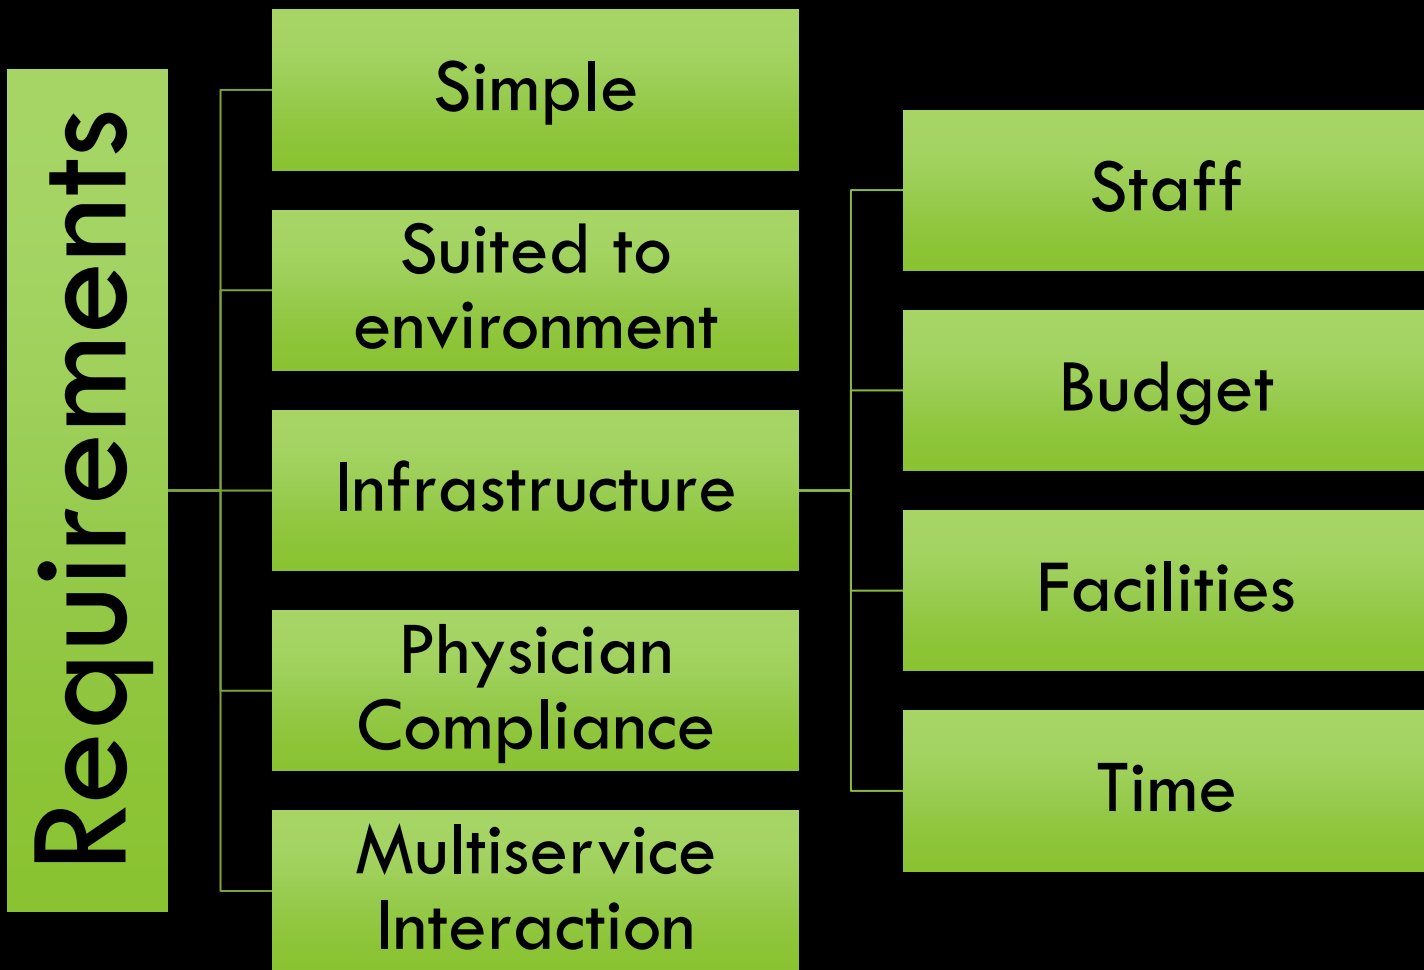 Requirements
Simple
Suited to
environment
Infrastructure
Physician
Compliance
Multiservice
Interaction
Staff
Budget
Facilities
Time